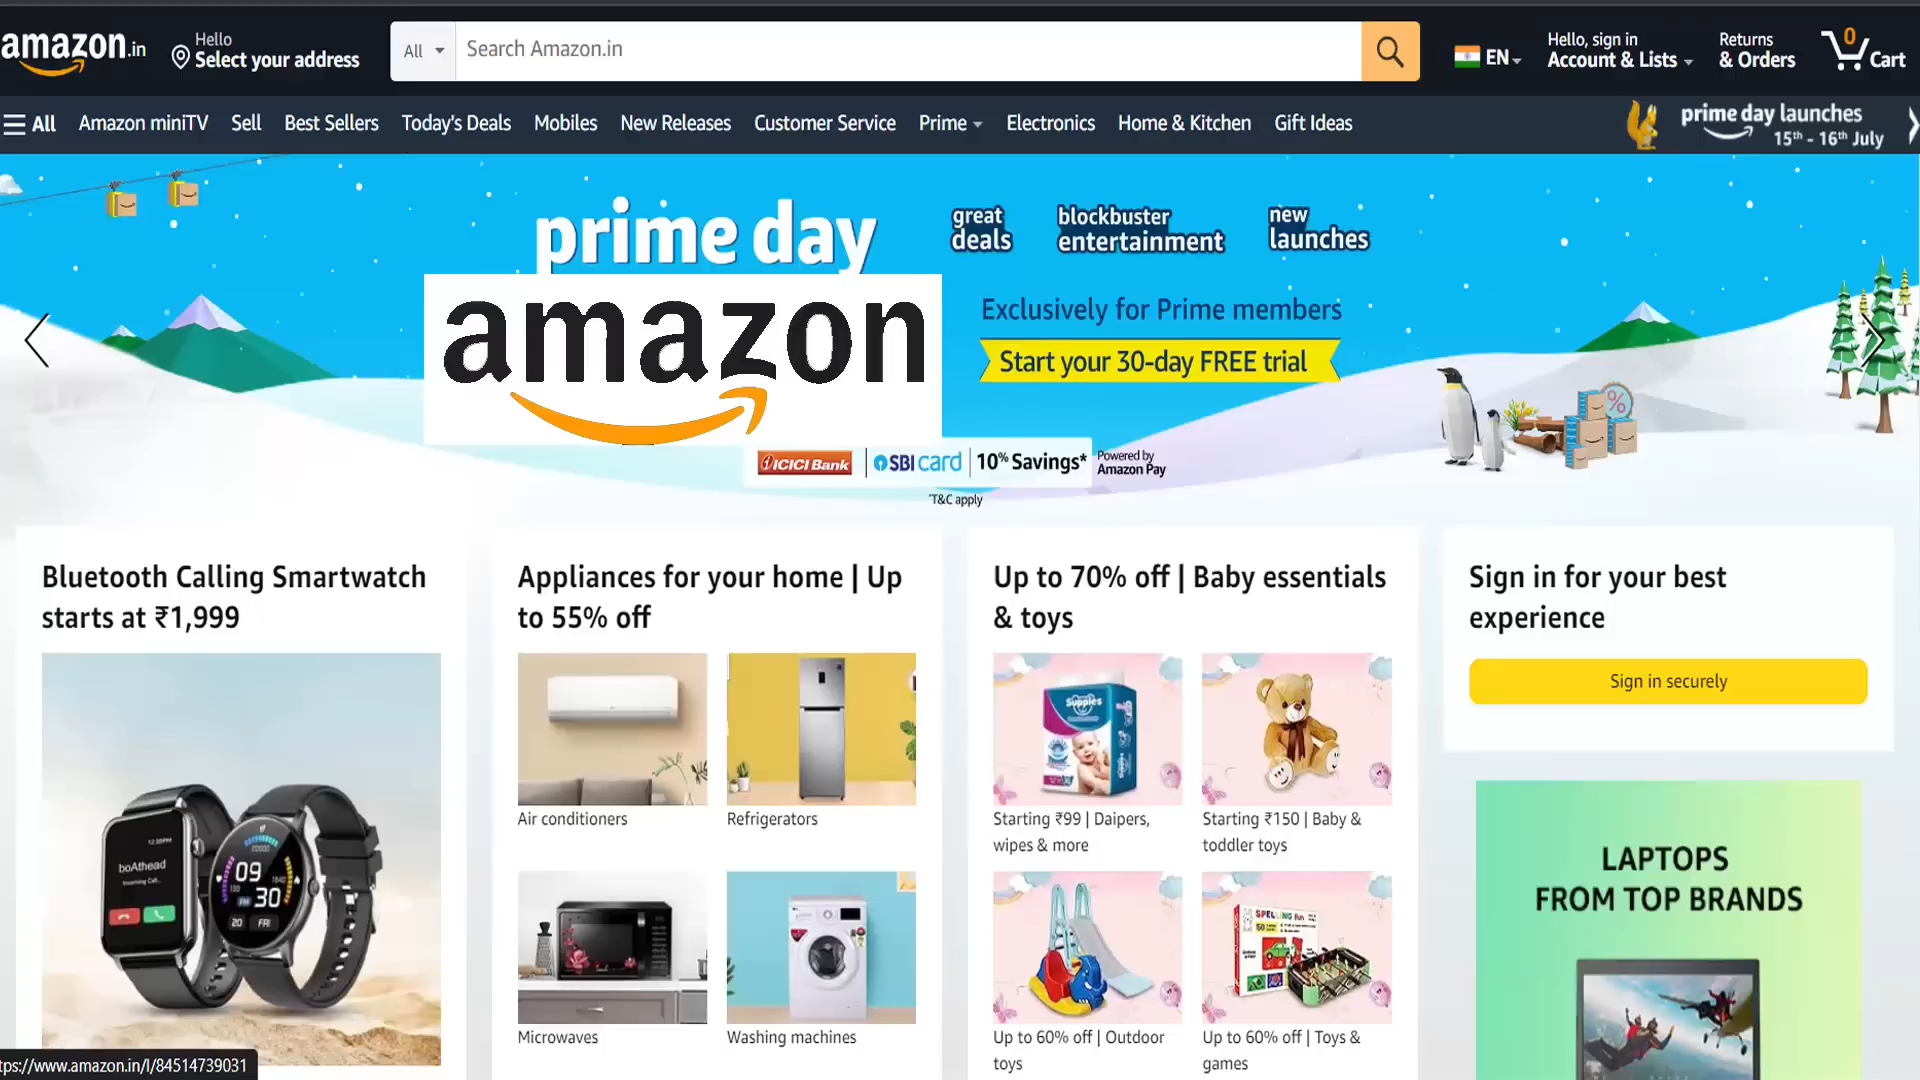 amazon.in
Hello
Select your address
All
Search Amazon.in
EN
Hello, sign in
Account & Lists
Returns
& Orders
0
Cart
All
Amazon miniTV
Sell
Best Sellers
Today's Deals
Mobiles
New Releases
Customer Service
Prime
Electronics
Home & Kitchen
Gift Ideas
prime day launches
15th - 16th July
prime day
great
deals
blockbuster
entertainment
new
launches
amazon
Exclusively for Prime members
Start your 30-day FREE trial
ICICI Bank
SBI card
10% Savings*
Powered by
Amazon Pay
*T&C apply
Bluetooth Calling Smartwatch
starts at ₹1,999
boAthead
Incoming Call...
09
30
20
FRI
Appliances for your home | Up
to 55% off
Air conditioners
Refrigerators
Microwaves
Washing machines
Up to 70% off | Baby essentials
& toys
Supples
Starting ₹99 | Daipers,
wipes & more
Starting ₹150 | Baby &
toddler toys
SPELLING fun
Up to 60% off | Outdoor
toys
Up to 60% off | Toys &
games
Sign in for your best
experience
Sign in securely
LAPTOPS
FROM TOP BRANDS
tps://www.amazon.in/l/84514739031